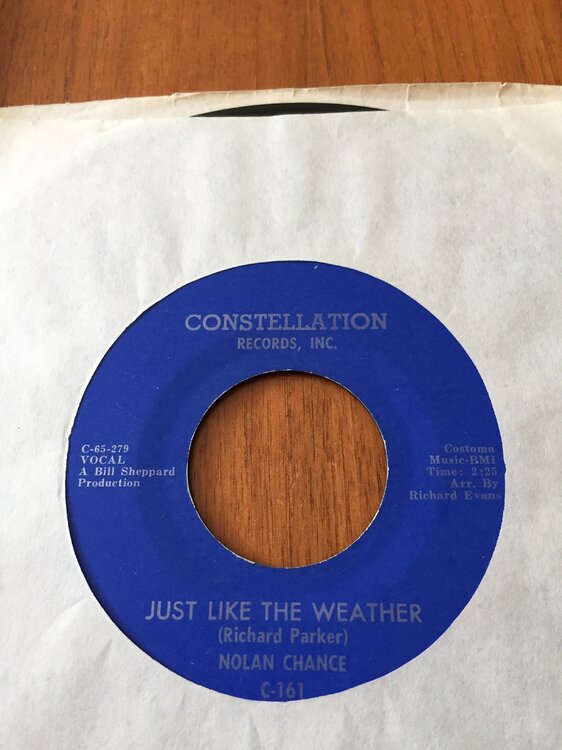 CONSTELLATION
RECORDS, INC.
C-65-279
VOCAL
A Bill Sheppard
Production
Costoma
Music-BMI
Time: 2:25
Arr. By
Richard Evans
JUST LIKE THE WEATHER
(Richard Parker)
NOLAN CHANCE
C-161